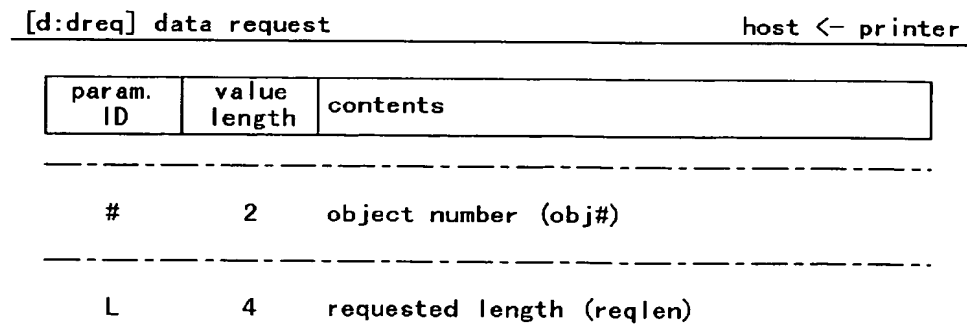 [d:dreq] data request host <- printer
param. ID value length contents
# 2 object number (obj#)
L 4 requested length (reqlen)